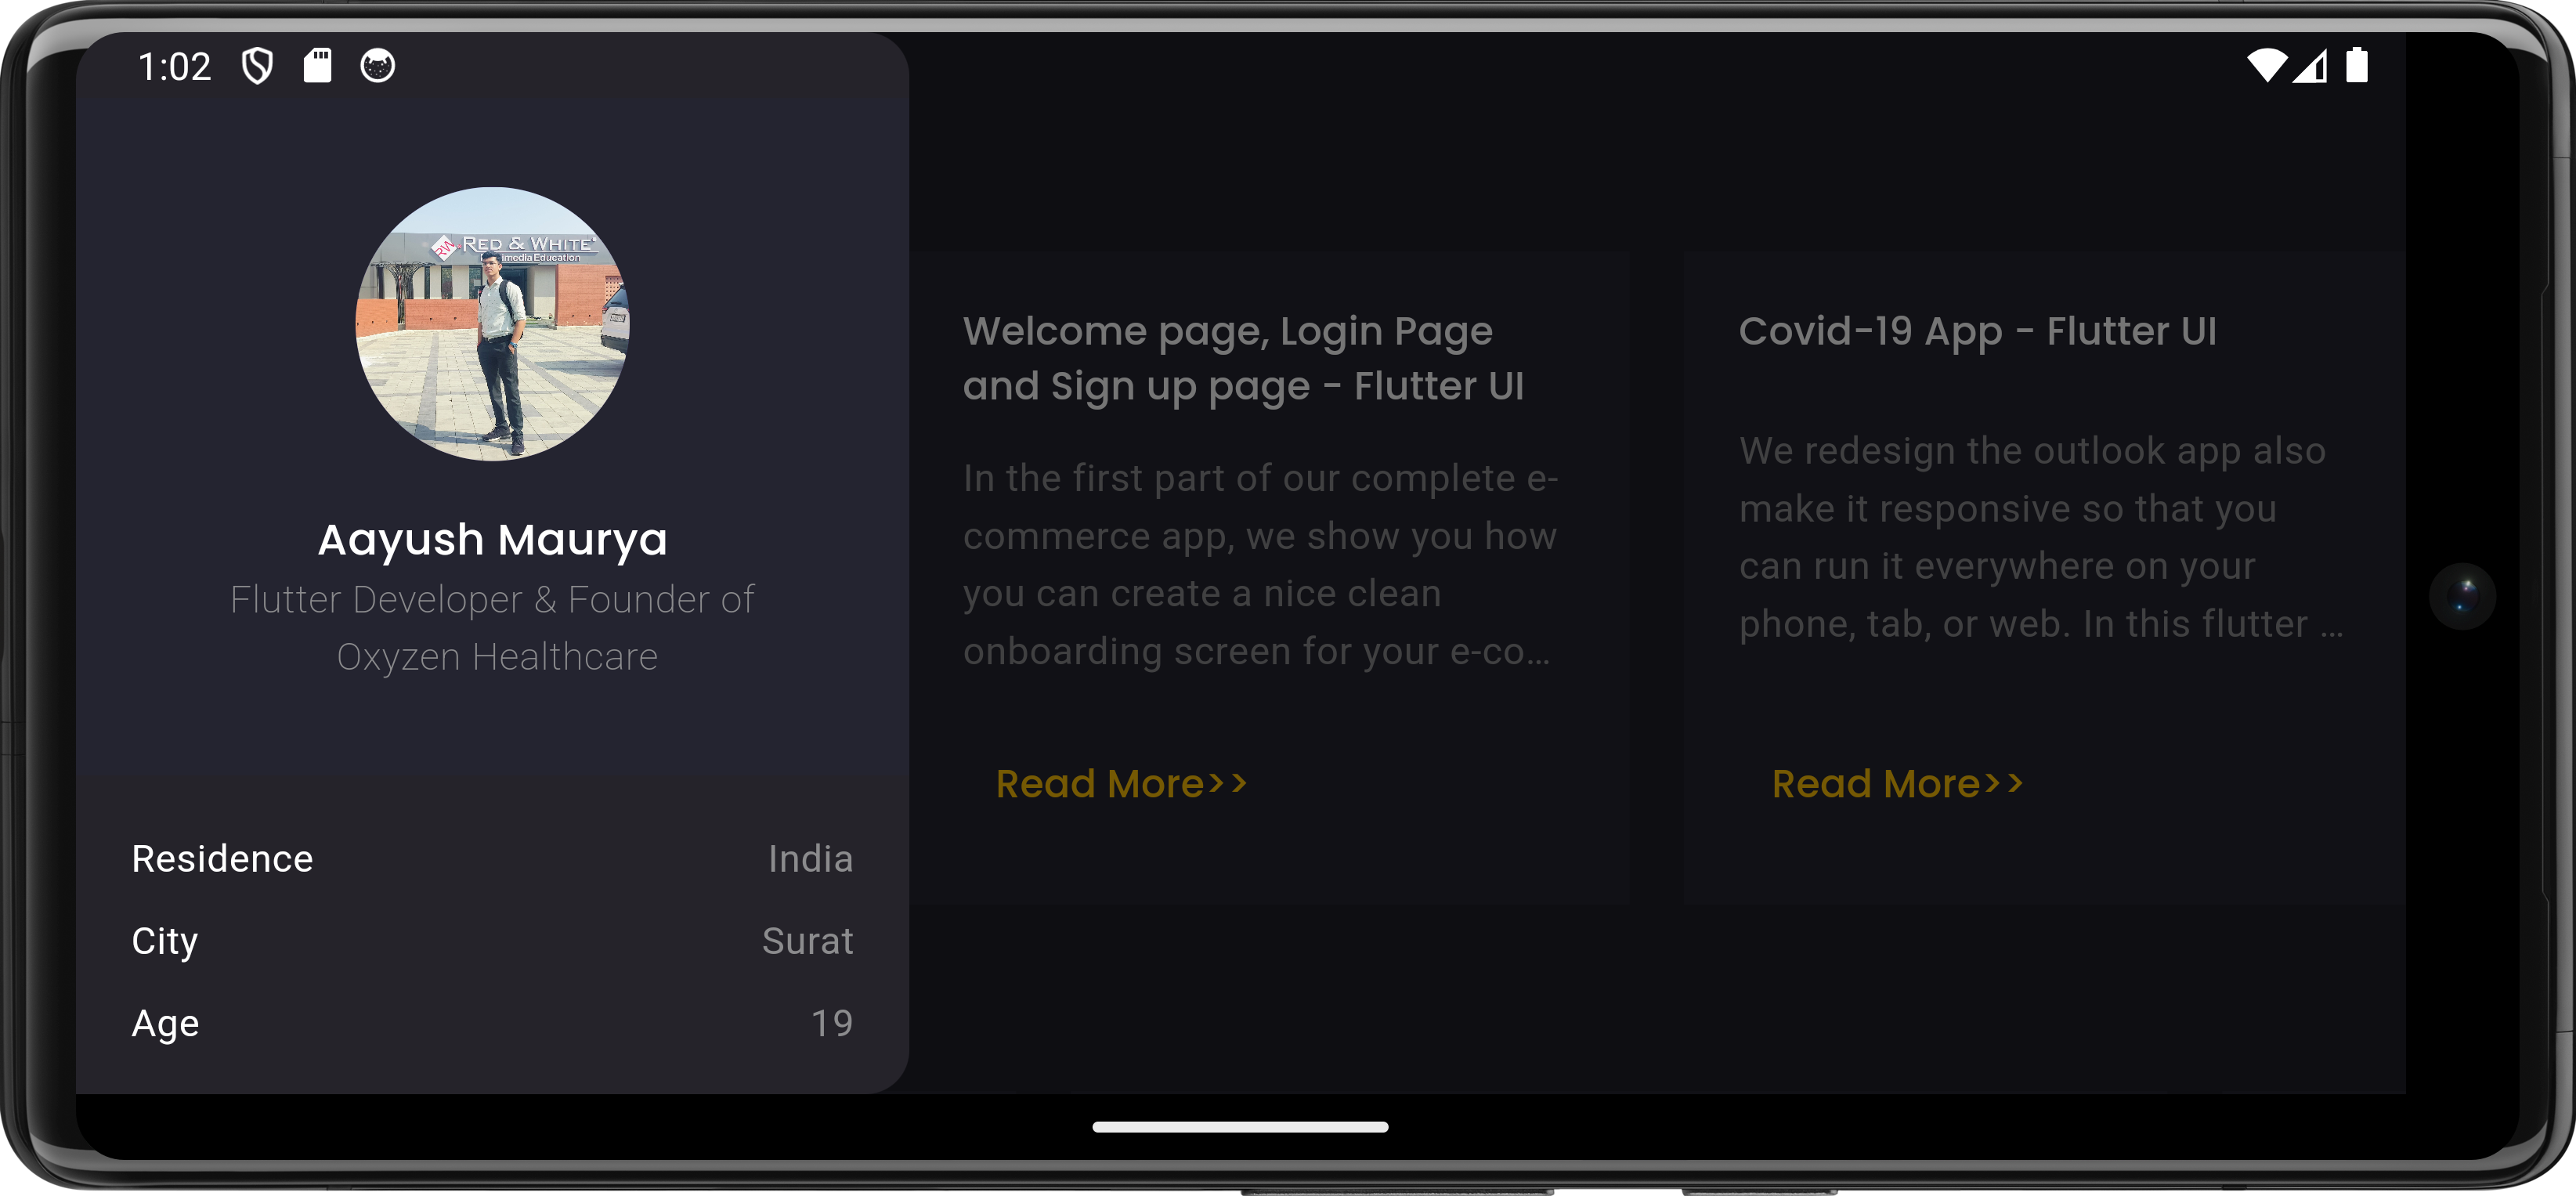 1:02
RED & WHITE
media Education
Aayush Maurya
Flutter Developer & Founder of
Oxyzen Healthcare
Residence India
City Surat
Age 19
Welcome page, Login Page
and Sign up page - Flutter UI
In the first part of our complete e-
commerce app, we show you how
you can create a nice clean
onboarding screen for your e-co...
Read More>>
Covid-19 App - Flutter UI
We redesign the outlook app also
make it responsive so that you
can run it everywhere on your
phone, tab, or web. In this flutter ...
Read More>>